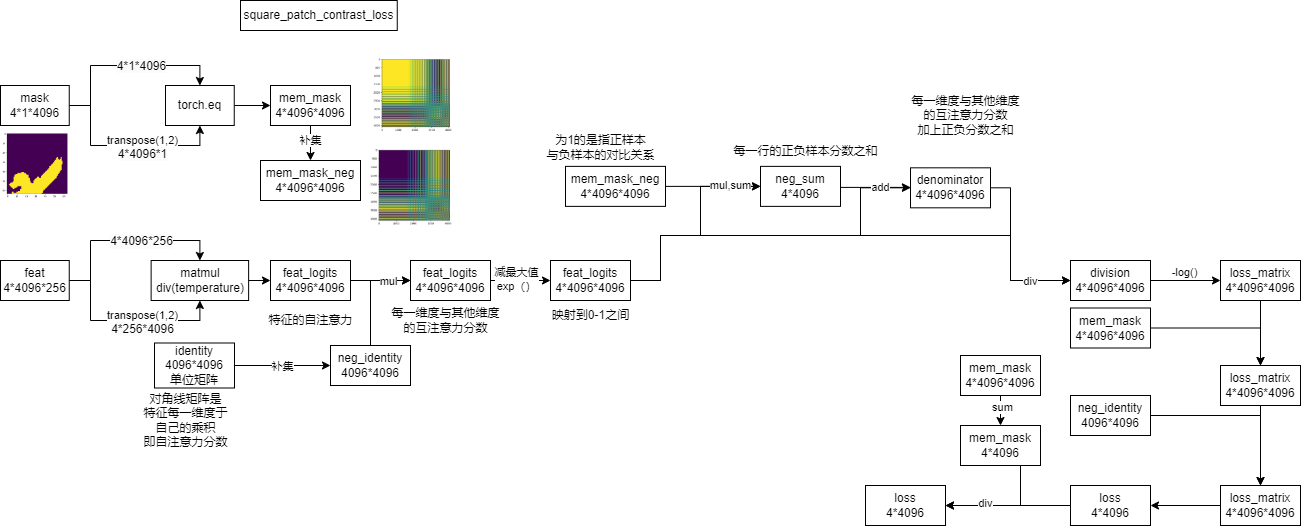 square_patch_contrast_loss
4*1*4096
mask
4*1*4096
torch.eq
mem_mask
4*4096*4096
transpose(1,2)
4*4096*1
补集
mem_mask_neg
4*4096*4096
为1的是指正样本
与负样本的对比关系
mem_mask_neg
4*4096*4096
mul,sum
每一行的正负样本分数之和
neg_sum
4*4096
add
每一维度与其他维度
的互注意力分数
加上正负分数之和
denominator
4*4096*4096
4*4096*256
feat
4*4096*256
matmul
div(temperature)
transpose(1,2)
4*256*4096
feat_logits
4*4096*4096
特征的自注意力
mul
feat_logits
4*4096*4096
每一维度与其他维度
的互注意力分数
减最大值
exp（）
feat_logits
4*4096*4096
映射到0-1之间
div
division
4*4096*4096
-log()
loss_matrix
4*4096*4096
identity
4096*4096
单位矩阵
对角线矩阵是
特征每一维度于
自己的乘积
即自注意力分数
补集
neg_identity
4096*4096
mem_mask
4*4096*4096
loss_matrix
4*4096*4096
neg_identity
4096*4096
mem_mask
4*4096*4096
sum
mem_mask
4*4096
loss_matrix
4*4096*4096
loss
4*4096
div
loss
4*4096